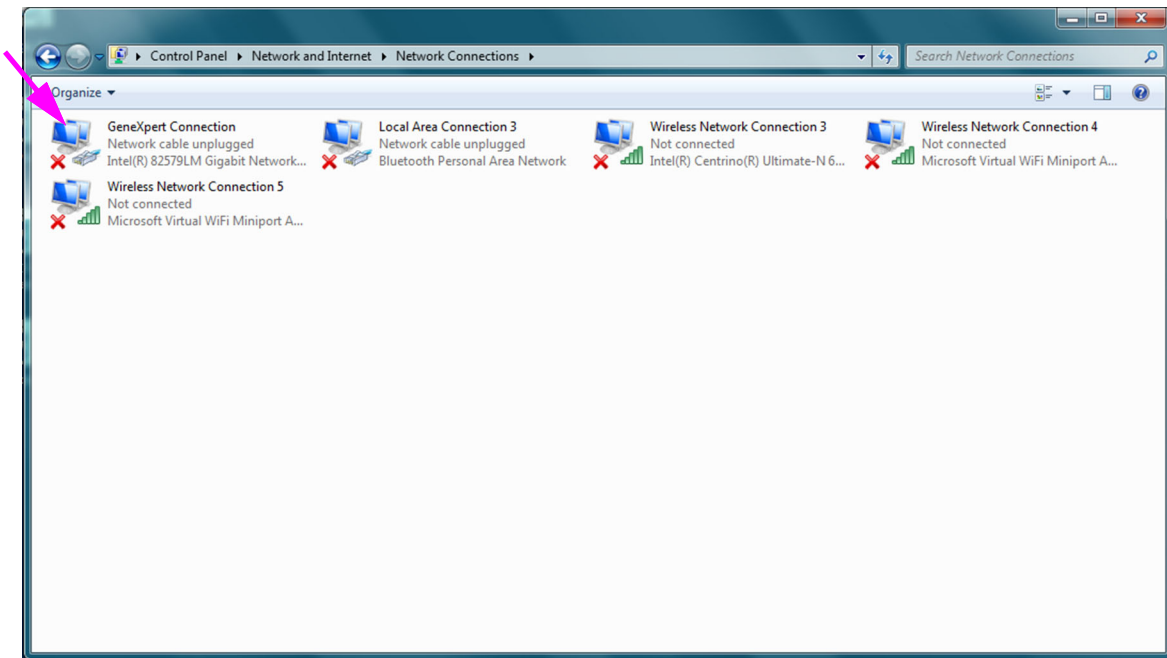 Control Panel ▸ Network and Internet ▸ Network Connections ▸
Search Network Connections
Organize
GeneXpert Connection
Network cable unplugged
Intel(R) 82579LM Gigabit Network...
Local Area Connection 3
Network cable unplugged
Bluetooth Personal Area Network
Wireless Network Connection 3
Not connected
Intel(R) Centrino(R) Ultimate-N 6...
Wireless Network Connection 4
Not connected
Microsoft Virtual WiFi Miniport A...
Wireless Network Connection 5
Not connected
Microsoft Virtual WiFi Miniport A...